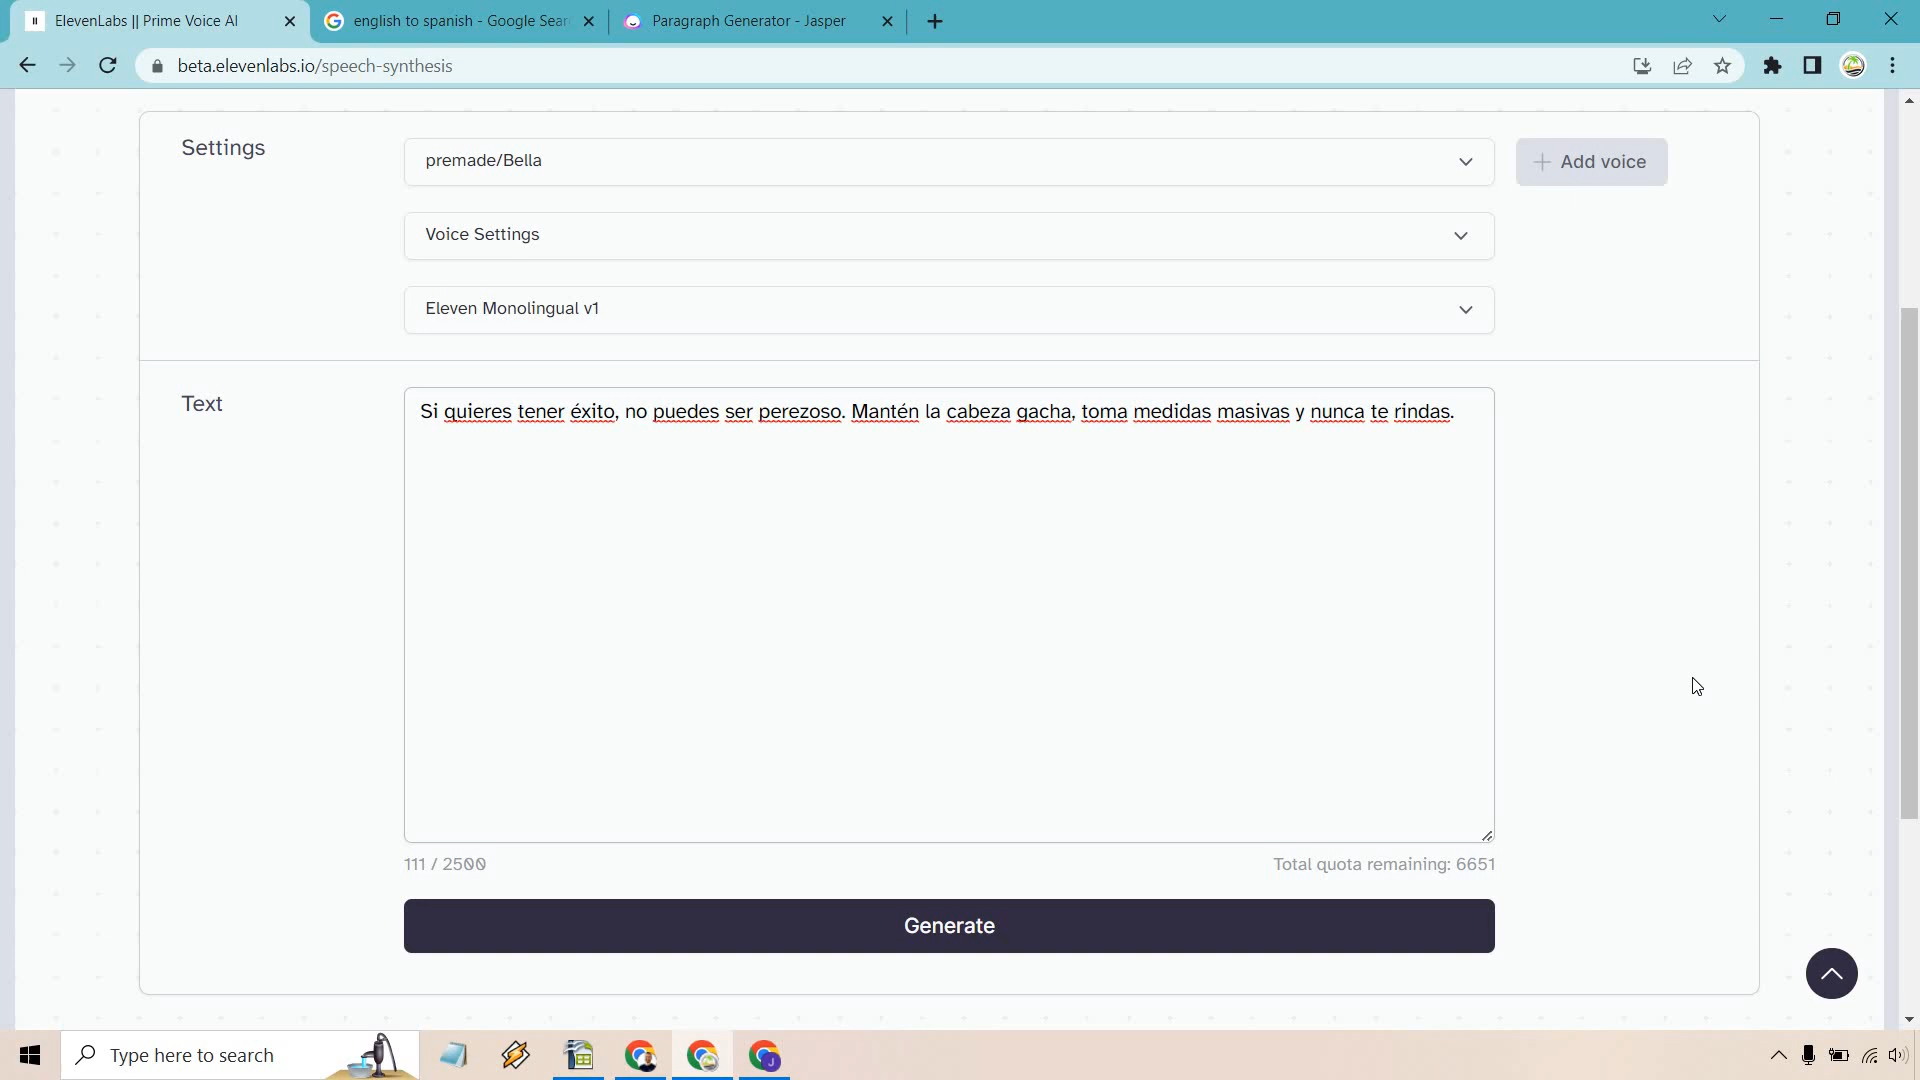 ElevenLabs || Prime Voice AI
english to spanish - Google Sear
Paragraph Generator - Jasper
beta.elevenlabs.io/speech-synthesis
Settings
premade/Bella
Add voice
Voice Settings
Eleven Monolingual v1
Text
Si quieres tener éxito, no puedes ser perezoso. Mantén la cabeza gacha, toma medidas masivas y nunca te rindas.
111 / 2500
Total quota remaining: 6651
Generate
Type here to search
J